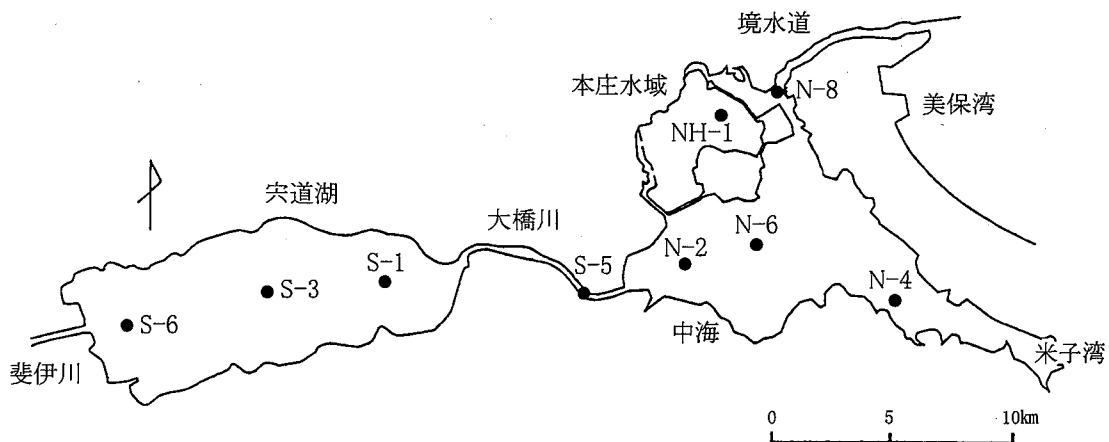 境水道
本庄水域
N-8
美保湾
NH-1
宍道湖
大橋川
N-6
S-1
S-5
N-2
S-3
N-4
S-6
中海
米子湾
斐伊川
0 5 10km